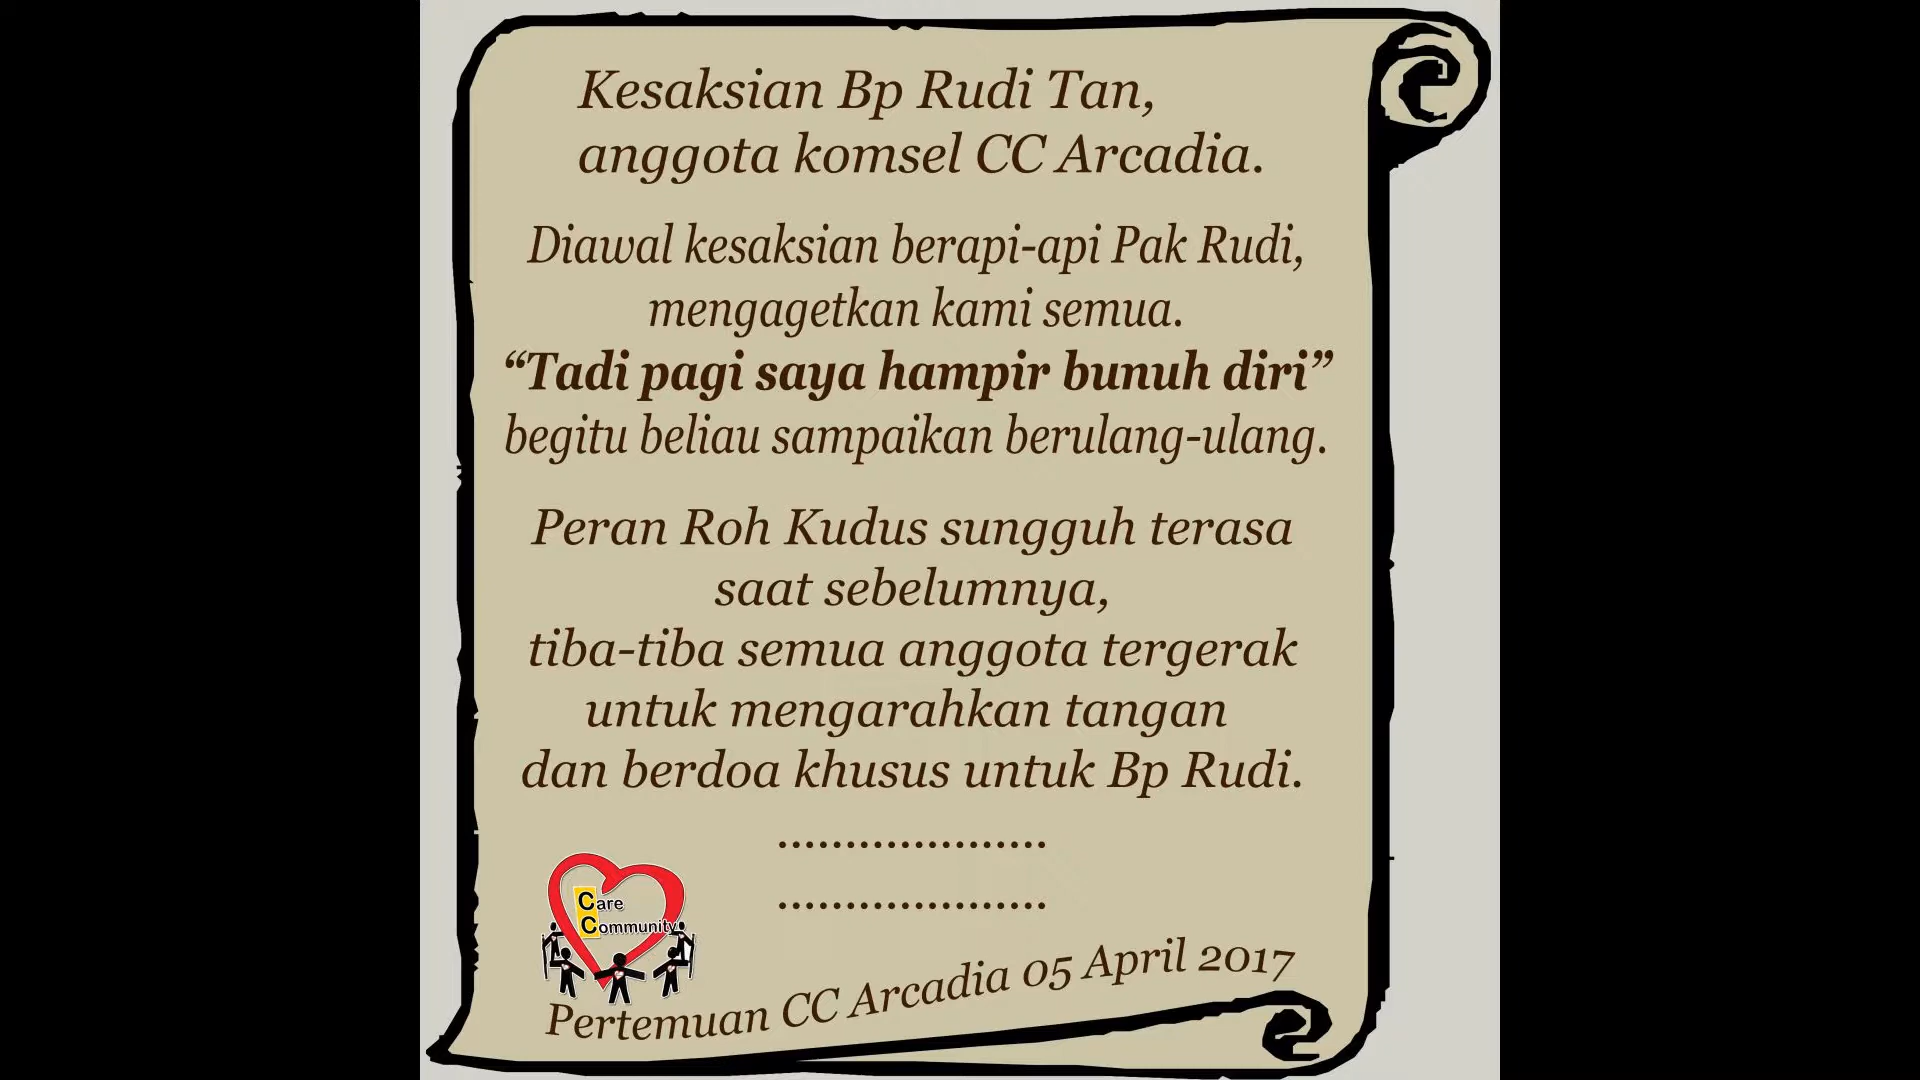 Kesaksian Bp Rudi Tan,
anggota komsel CC Arcadia.
Diawal kesaksian berapi-api Pak Rudi,
mengagetkan kami semua.
“Tadi pagi saya hampir bunuh diri”
begitu beliau sampaikan berulang-ulang.
Peran Roh Kudus sungguh terasa
saat sebelumnya,
tiba-tiba semua anggota tergerak
untuk mengarahkan tangan
dan berdoa khusus untuk Bp Rudi.
....................
....................
Care
Community
Pertemuan CC Arcadia 05 April 2017